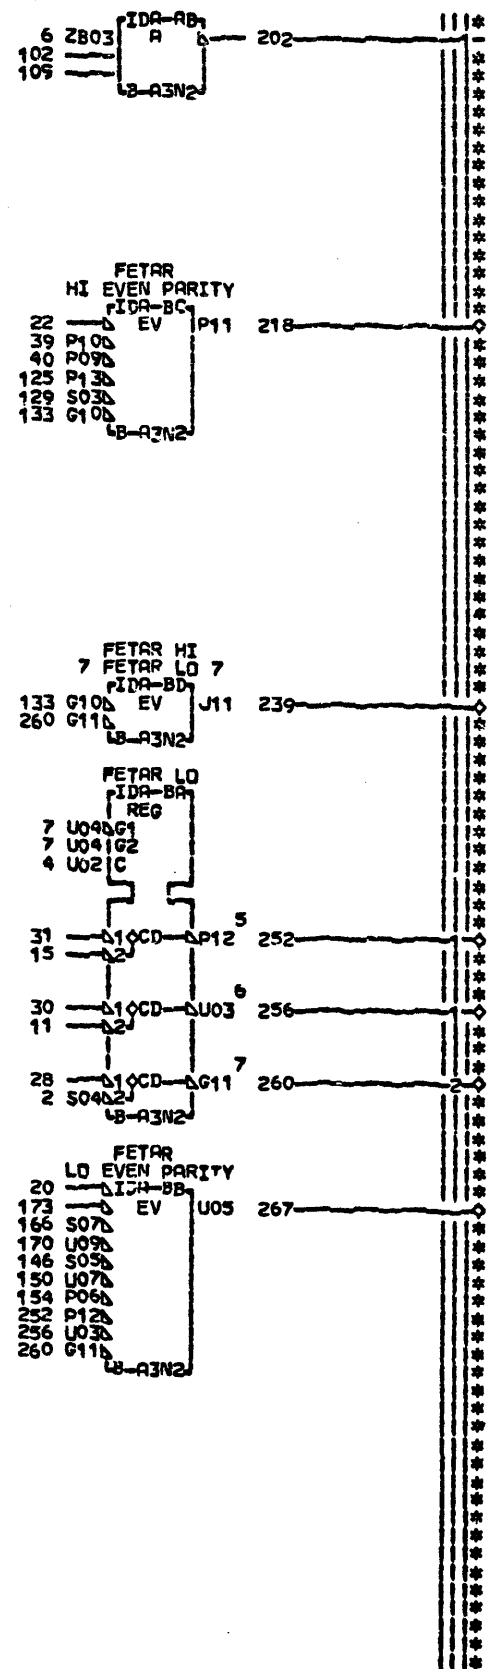 IDA-AB
6 ZB03 A 202
102
109
B-A3N2
FETAR
HI EVEN PARITY
IDA-BC
22 EV P11 218
39 P10
40 P09
125 P13
129 S03
133 G10
B-A3N2
FETAR HI
7 FETAR LO 7
IDA-BD
133 G10 EV J11 239
260 G11
B-A3N2
FETAR LO
IDA-BA
REG
7 U04 G1
7 U04 G2
4 U02 C
5
31 1 CD P12 252 1
15 2
6
30 1 CD U03 256 1
11 2
7
28 1 CD G11 260 2
2 S04 2
B-A3N2
FETAR
LO EVEN PARITY
20 IDA-BB
173 EV U05 267
166 S07
170 U09
146 S05
150 U07
154 P06
252 P12
256 U03
260 G11
B-A3N2